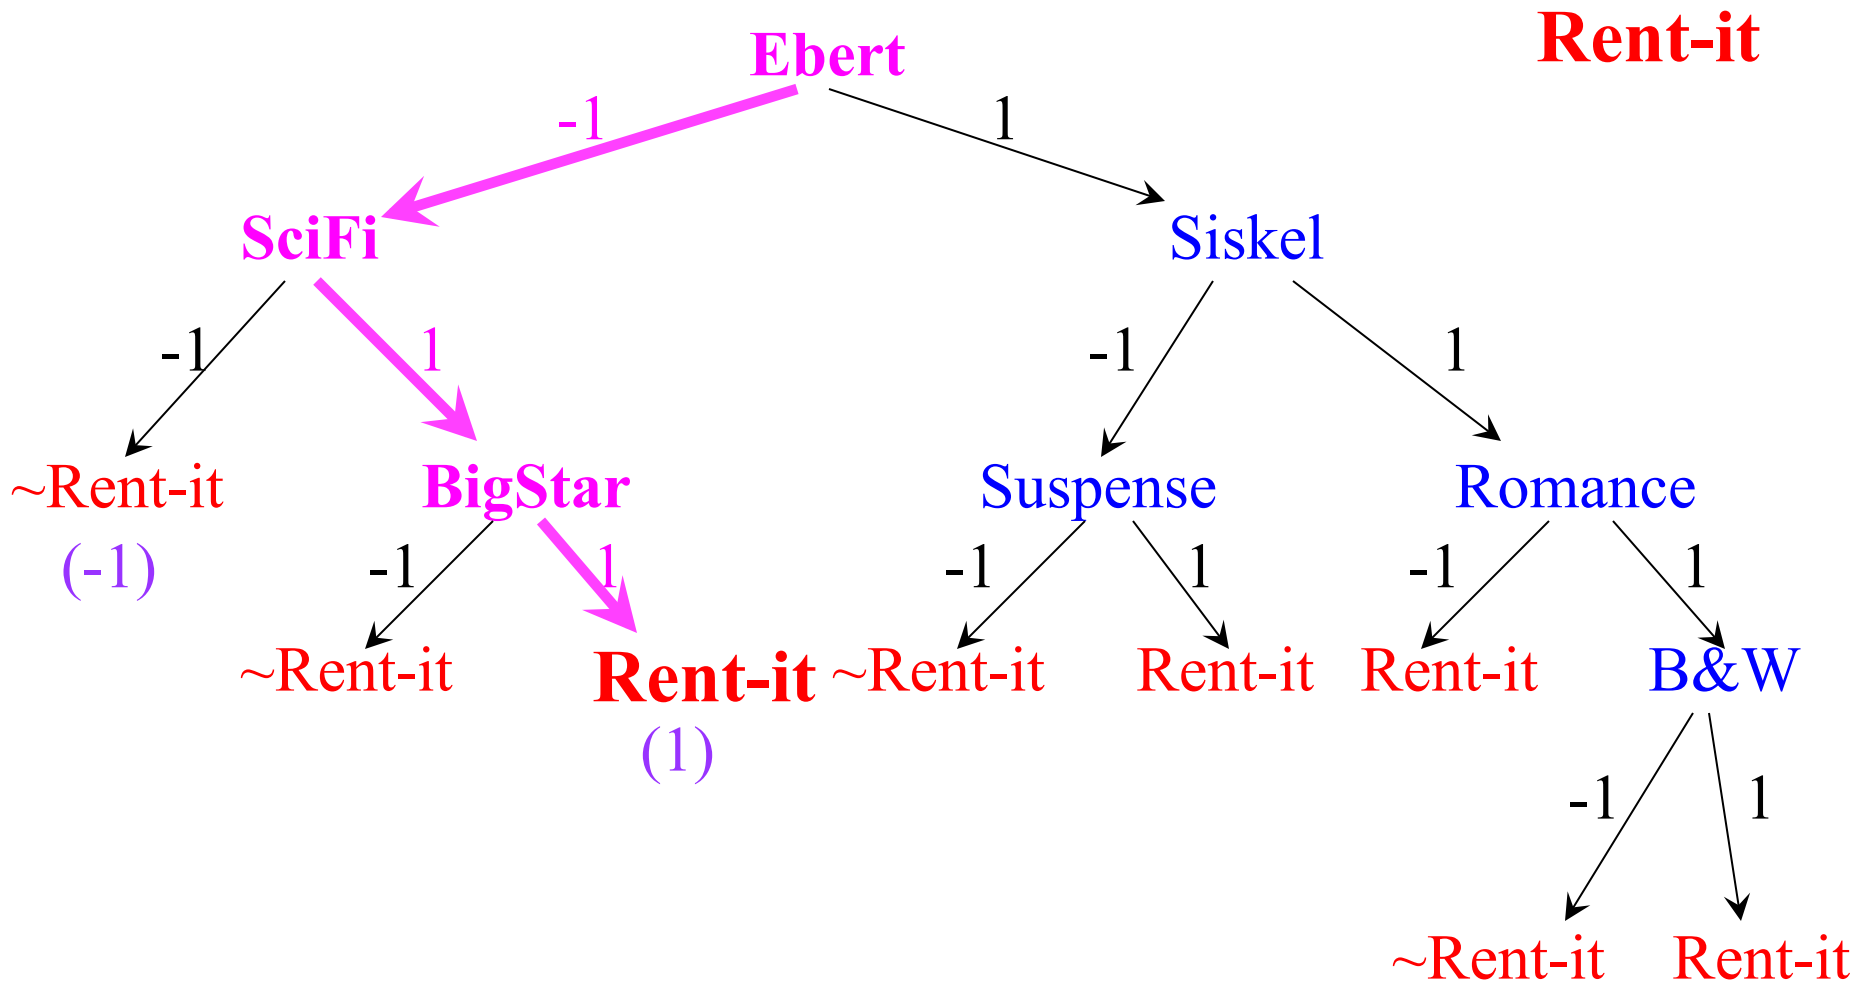 Ebert Rent-it
-1 1
SciFi Siskel
-1 1 -1 1
~Rent-it BigStar Suspense Romance
(-1) -1 1 -1 1 -1 1
~Rent-it Rent-it ~Rent-it Rent-it Rent-it B&W
(1)
-1 1
~Rent-it Rent-it